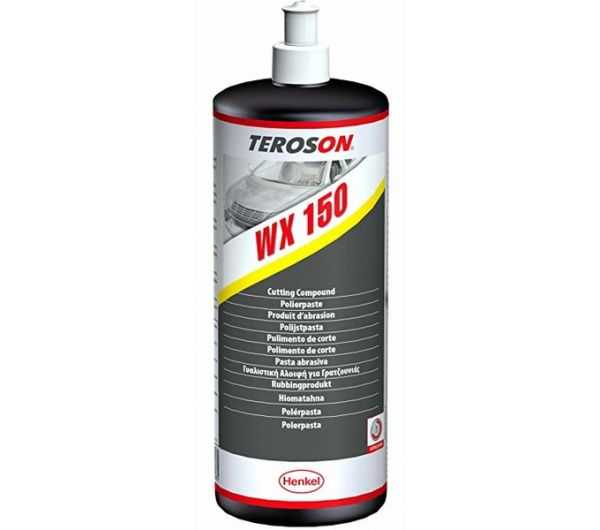 TEROSON®
WX 150
Cutting Compound
Polierpaste
Produit d'abrasion
Polijstpasta
Pulimento de corte
Polimento de corte
Pasta abrasiva
Γυαλιστική Αλοιφή για Γρατζουνιές
Rubbingprodukt
Hiomatahna
Polérpasta
Polerpasta
Henkel